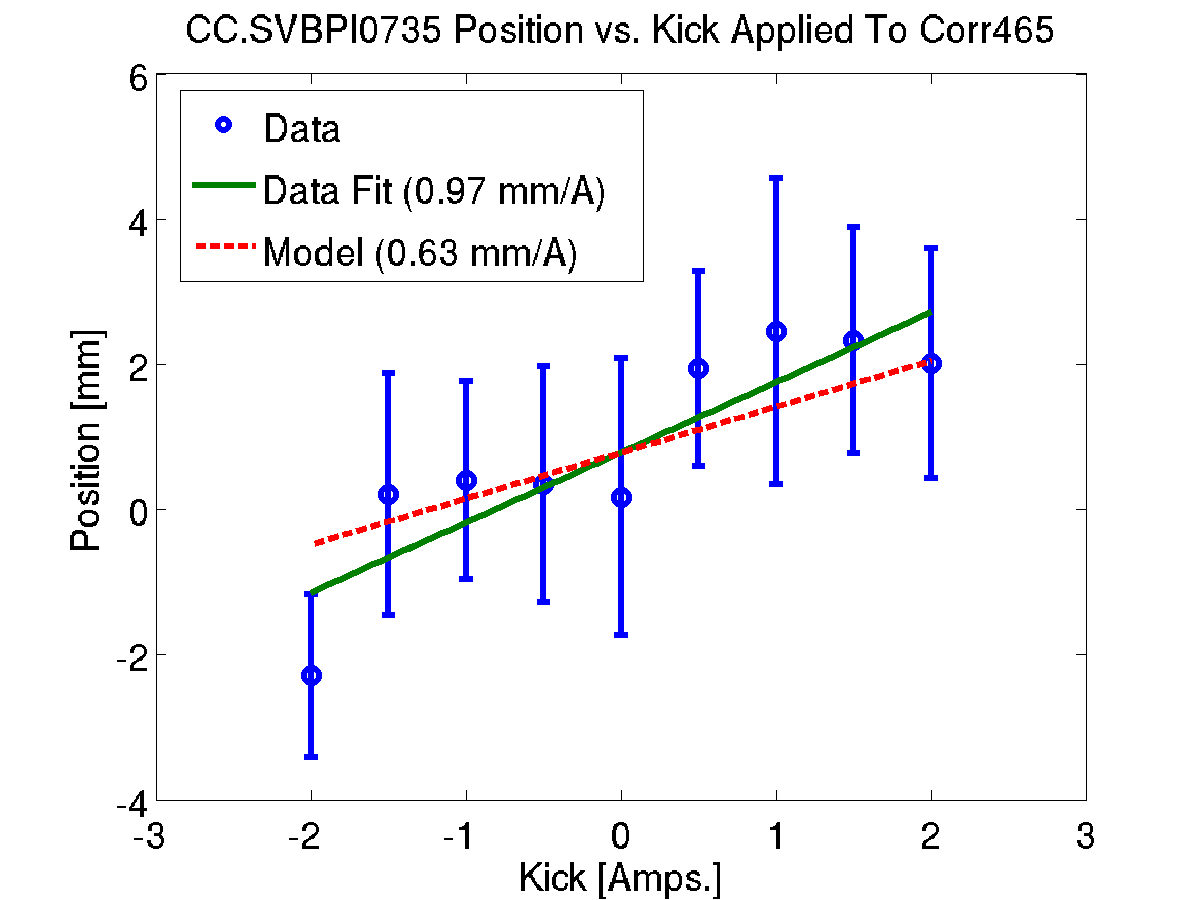 CC.SVBPI0735 Position vs. Kick Applied To Corr465
6
Data
Data Fit (0.97 mm/A)
Model (0.63 mm/A)
4
2
0
-2
-4
Position [mm]
-3 -2 -1 0 1 2 3
Kick [Amps.]